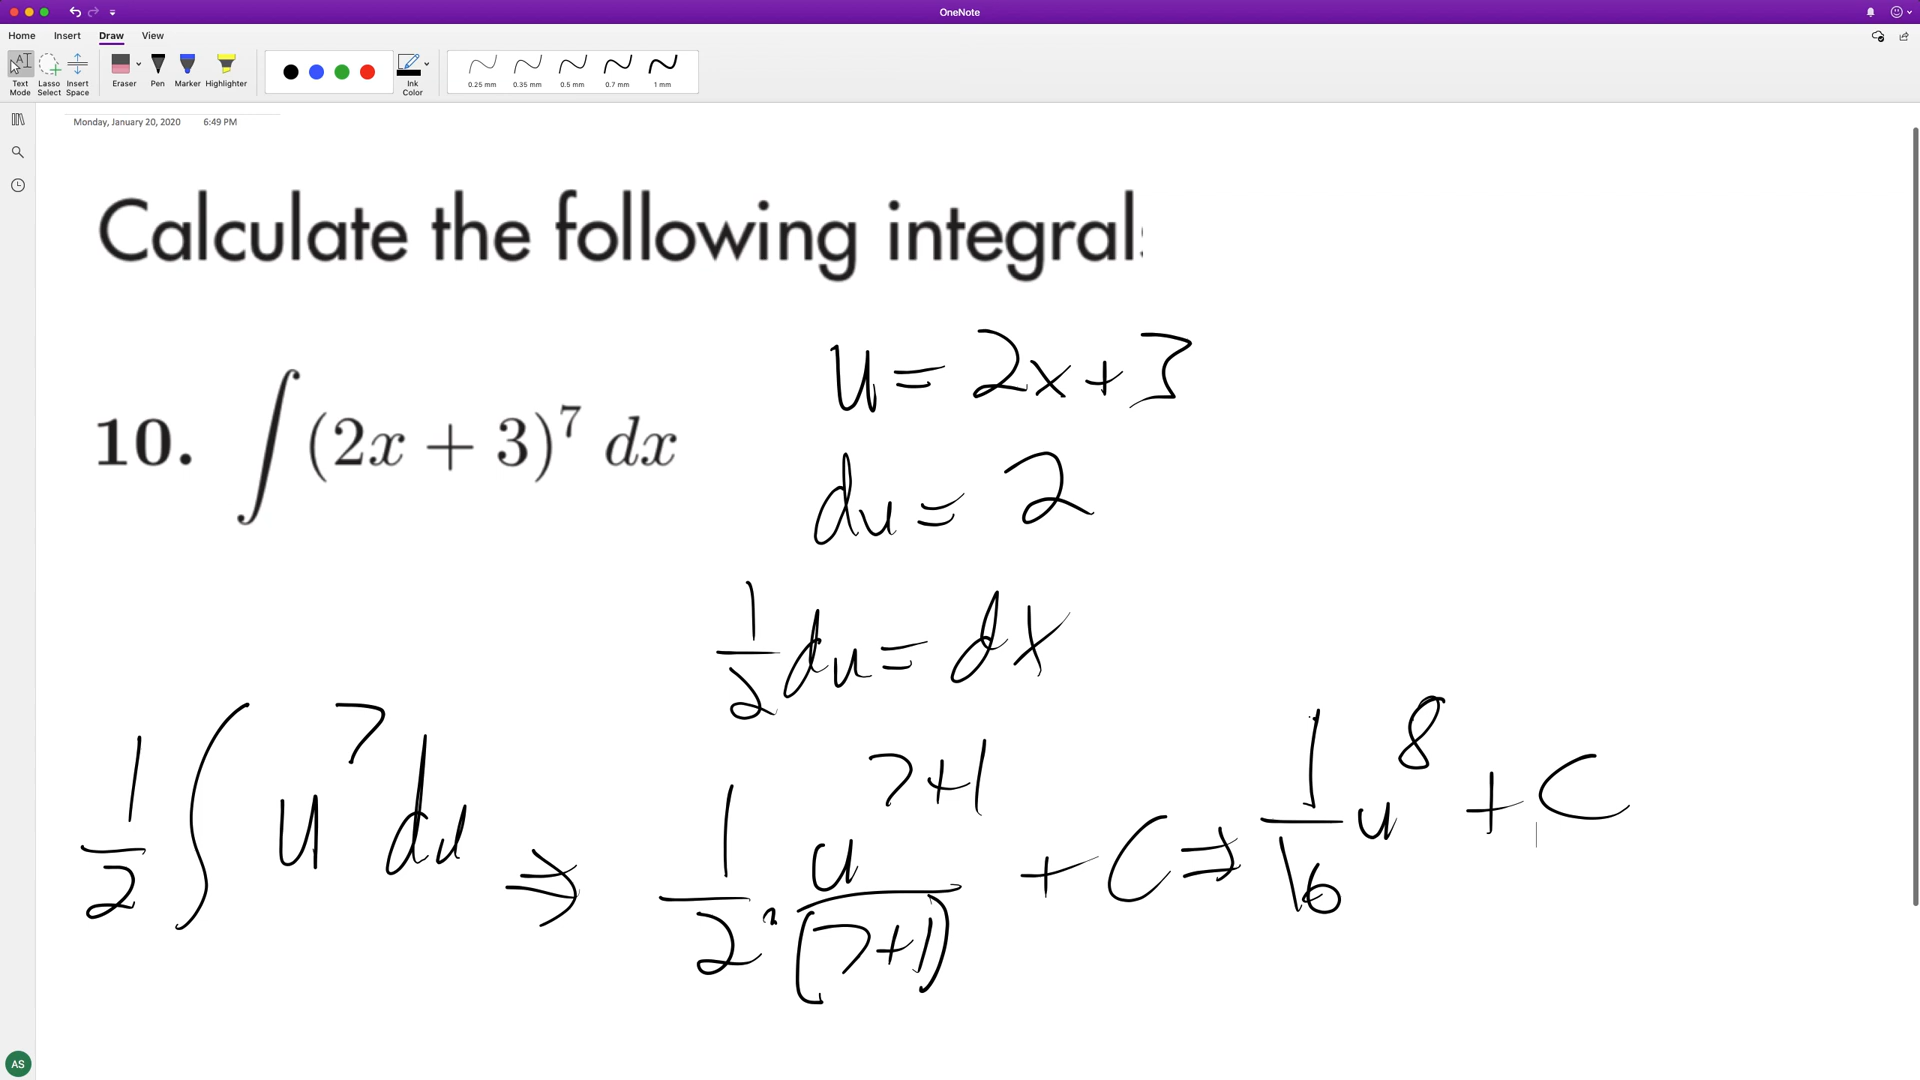 OneNote
Home Insert Draw View
Text Mode
Lasso Select
Insert Space
Eraser
Pen
Marker
Highlighter
Ink Color
0.25 mm 0.35 mm 0.5 mm 0.7 mm 1 mm
Monday, January 20, 2020 6:49 PM
Calculate the following integral
10. ∫(2x + 3)⁷ dx
u = 2x+3
du = 2
1/2 du = dx
1/2 ∫ u⁷ du ⇒ 1/2 · u^(7+1)/(7+1) + C ⇒ 1/16 u⁸ + C
AS